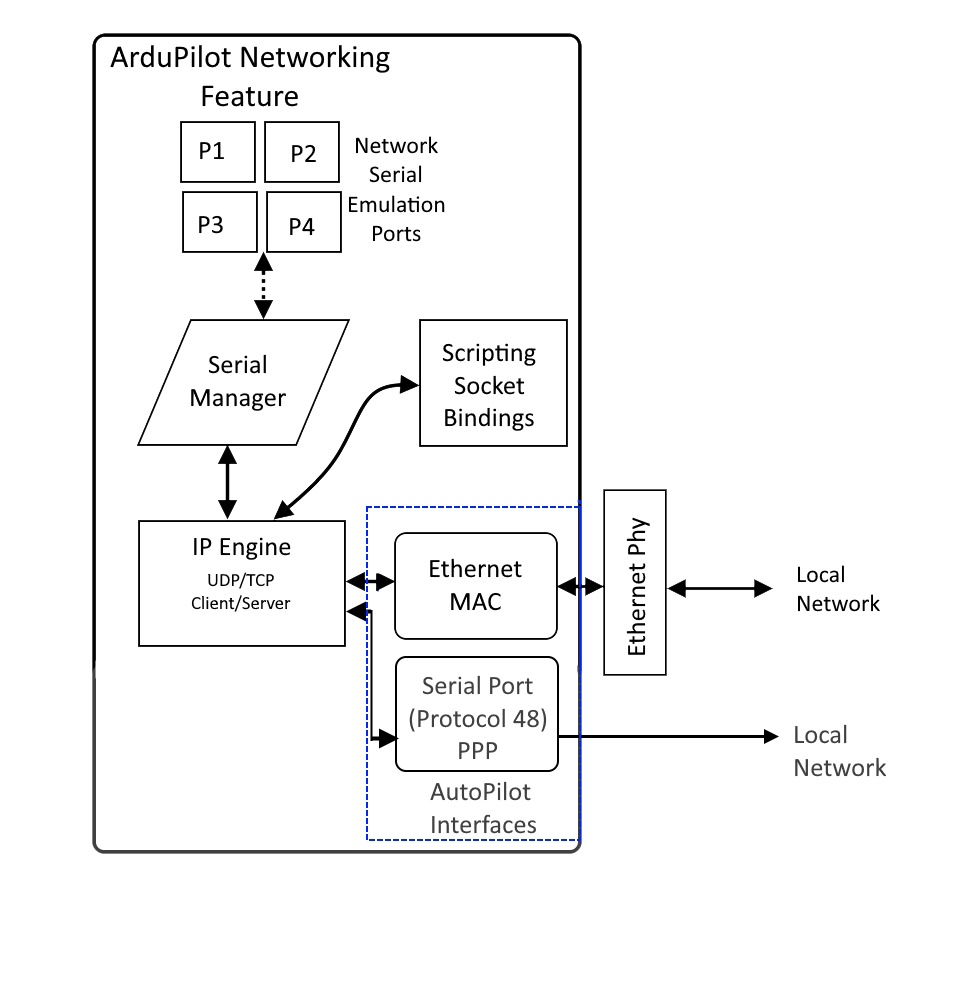 ArduPilot Networking
Feature
P1
P2
P3
P4
Network
Serial
Emulation
Ports
Serial
Manager
Scripting
Socket
Bindings
IP Engine
UDP/TCP
Client/Server
Ethernet
MAC
Ethernet Phy
Local
Network
Serial Port
(Protocol 48)
PPP
Local
Network
AutoPilot
Interfaces